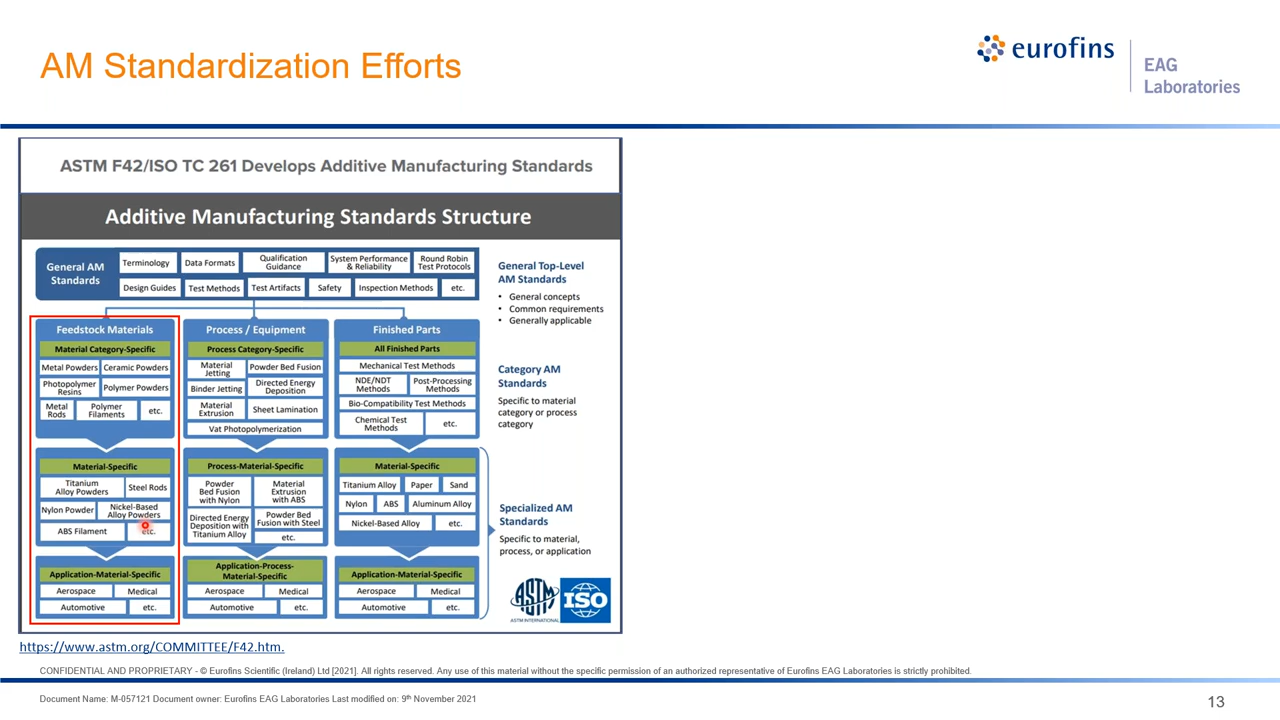 AM Standardization Efforts
eurofins
EAG
Laboratories
ASTM F42/ISO TC 261 Develops Additive Manufacturing Standards
Additive Manufacturing Standards Structure
General AM
Standards
Terminology
Data Formats
Qualification
Guidance
System Performance
& Reliability
Round Robin
Test Protocols
Design Guides
Test Methods
Test Artifacts
Safety
Inspection Methods
etc.
General Top-Level
AM Standards
• General concepts
• Common requirements
• Generally applicable
Feedstock Materials
Material Category-Specific
Metal Powders
Ceramic Powders
Photopolymer
Resins
Polymer Powders
Metal
Rods
Polymer
Filaments
etc.
Process / Equipment
Process Category-Specific
Material
Jetting
Powder Bed Fusion
Binder Jetting
Directed Energy
Deposition
Material
Extrusion
Sheet Lamination
Vat Photopolymerization
Finished Parts
All Finished Parts
Mechanical Test Methods
NDE/NDT
Methods
Post-Processing
Methods
Bio-Compatibility Test Methods
Chemical Test
Methods
etc.
Category AM
Standards
Specific to material
category or process
category
Material-Specific
Titanium
Alloy Powders
Steel Rods
Nylon Powder
Nickel-Based
Alloy Powders
ABS Filament
etc.
Process-Material-Specific
Powder
Bed Fusion
with Nylon
Material
Extrusion
with ABS
Directed Energy
Deposition with
Titanium Alloy
Powder Bed
Fusion with Steel
etc.
Material-Specific
Titanium Alloy
Paper
Sand
Nylon
ABS
Aluminum Alloy
Nickel-Based Alloy
etc.
Specialized AM
Standards
Specific to material,
process, or application
Application-Material-Specific
Aerospace
Medical
Automotive
etc.
Application-Process-
Material-Specific
Aerospace
Medical
Automotive
etc.
Application-Material-Specific
Aerospace
Medical
Automotive
etc.
ASTM
ASTM INTERNATIONAL
ISO
https://www.astm.org/COMMITTEE/F42.htm.
CONFIDENTIAL AND PROPRIETARY - © Eurofins Scientific (Ireland) Ltd [2021]. All rights reserved. Any use of this material without the specific permission of an authorized representative of Eurofins EAG Laboratories is strictly prohibited.
Document Name: M-057121 Document owner: Eurofins EAG Laboratories Last modified on: 9th November 2021
13